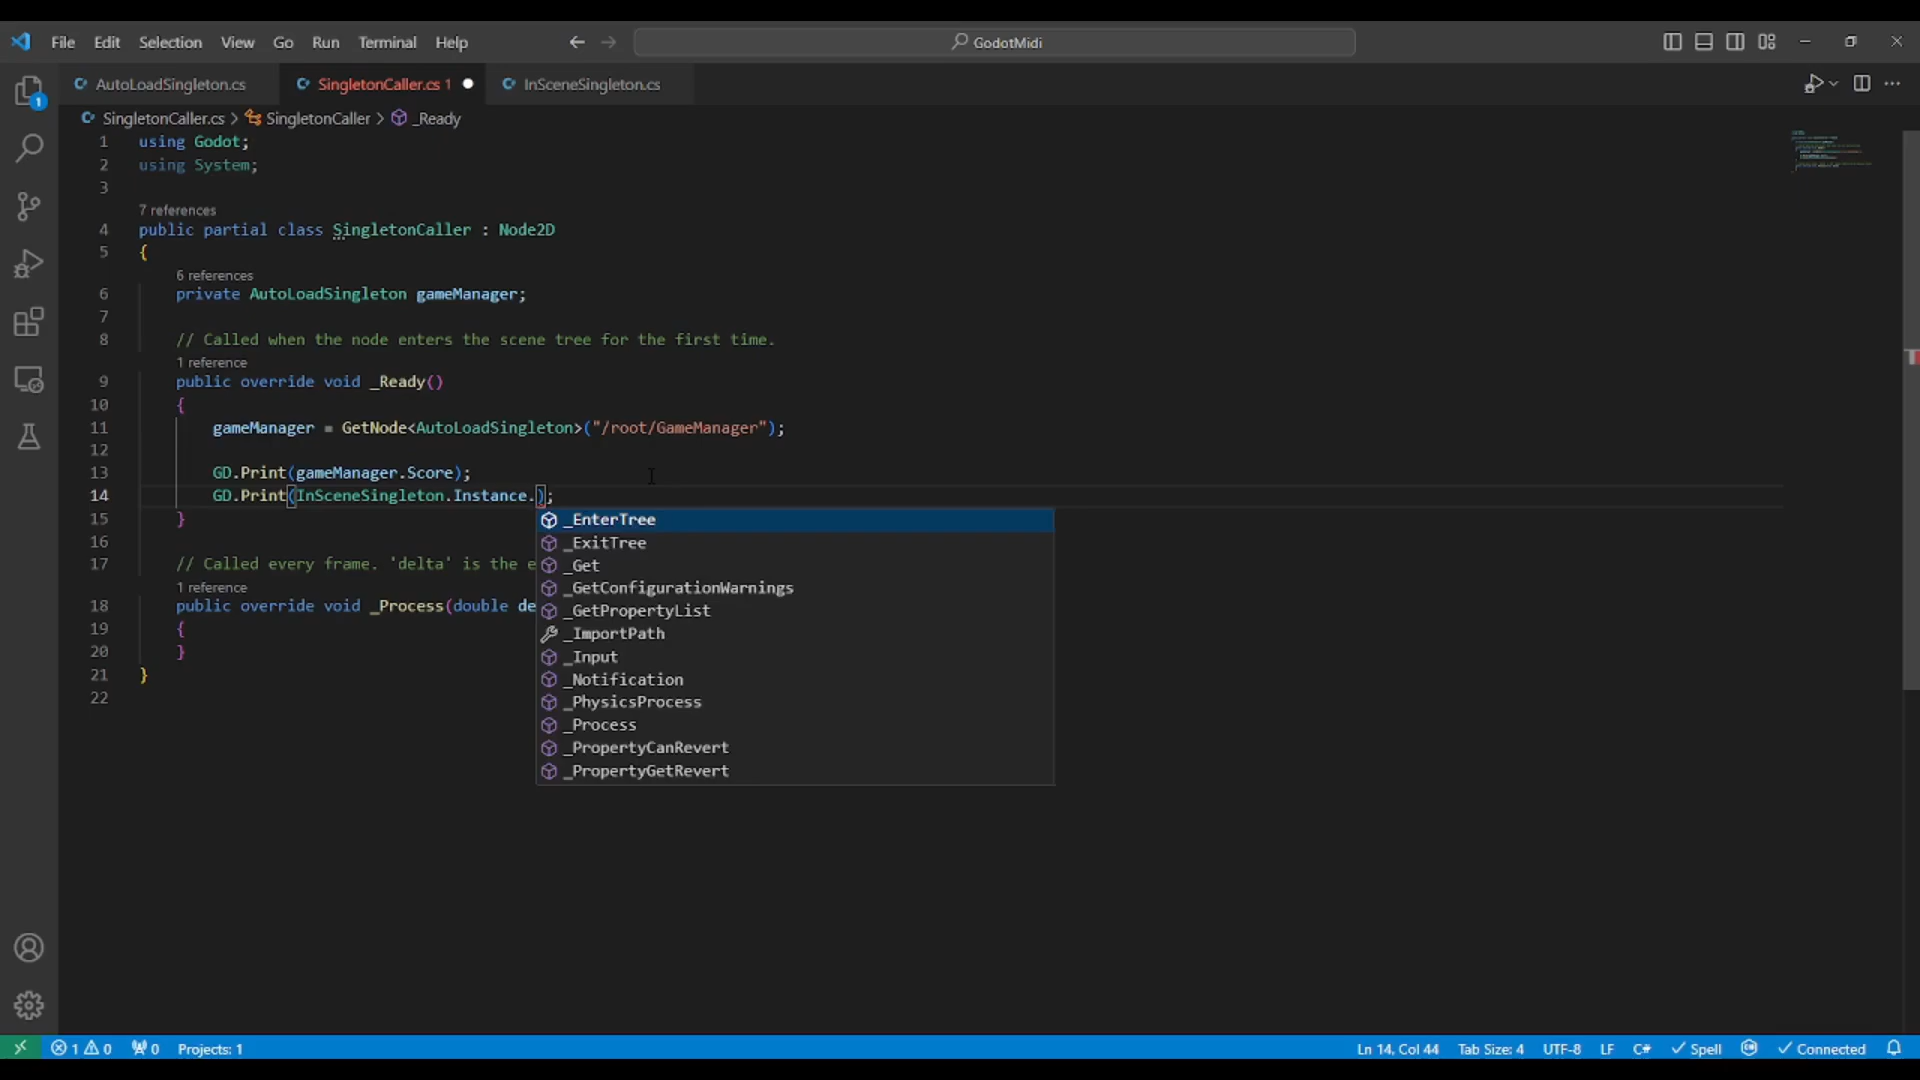 File Edit Selection View Go Run Terminal Help GodotMidi
AutoLoadSingleton.cs SingletonCaller.cs 1 InSceneSingleton.cs
1
SingletonCaller.cs > SingletonCaller > _Ready
1 using Godot;
2 using System;
3
7 references
4 public partial class SingletonCaller : Node2D
5 {
6 references
6 private AutoLoadSingleton gameManager;
7
8 // Called when the node enters the scene tree for the first time.
1 reference
9 public override void _Ready()
10 {
11 gameManager = GetNode<AutoLoadSingleton>("/root/GameManager");
12
13 GD.Print(gameManager.Score);
14 GD.Print(InSceneSingleton.Instance.);
15 }
16
17 // Called every frame. 'delta' is the e
1 reference
18 public override void _Process(double de
19 {
20 }
21 }
22
_EnterTree
_ExitTree
_Get
_GetConfigurationWarnings
_GetPropertyList
_ImportPath
_Input
_Notification
_PhysicsProcess
_Process
_PropertyCanRevert
_PropertyGetRevert
1 0 0 Projects: 1 Ln 14, Col 44 Tab Size: 4 UTF-8 LF C# Spell Connected